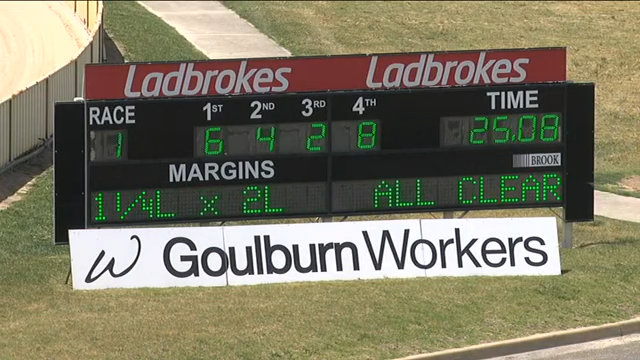 Ladbrokes Ladbrokes
RACE 1ST 2ND 3RD 4TH TIME
1 6 4 2 8 25.08
MARGINS BROOK
1 1/4L x 2L ALL CLEAR
w Goulburn Workers